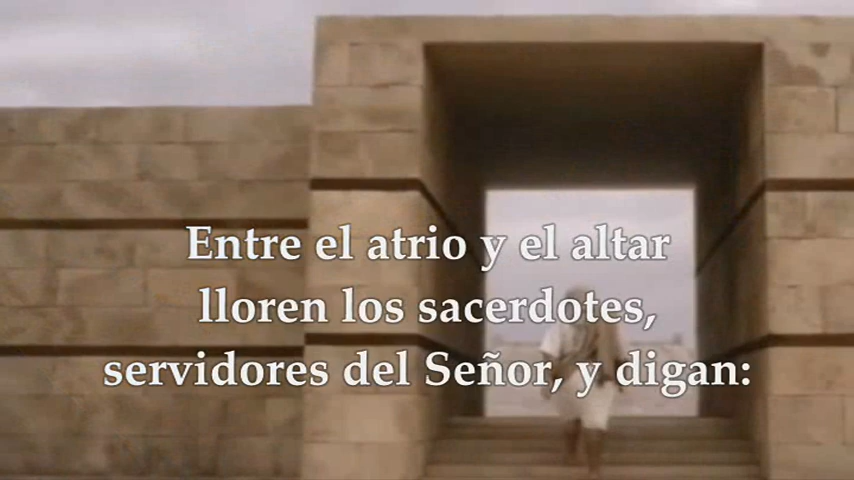 Entre el atrio y el altar
lloren los sacerdotes,
servidores del Señor, y digan: